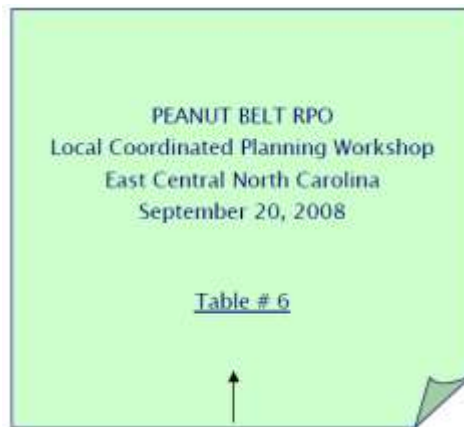 PEANUT BELT RPO
Local Coordinated Planning Workshop
East Central North Carolina
September 20, 2008
Table # 6